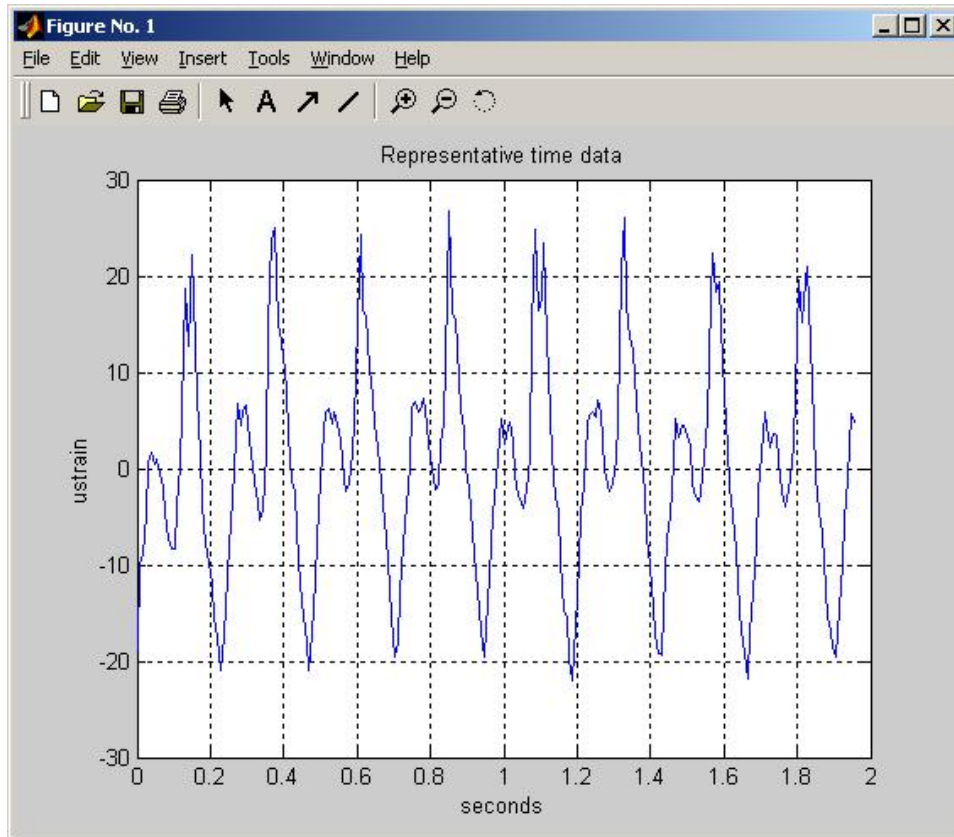 Figure No. 1
File Edit View Insert Tools Window Help
A
Representative time data
30
20
10
0
-10
-20
-30
ustrain
0 0.2 0.4 0.6 0.8 1 1.2 1.4 1.6 1.8 2
seconds